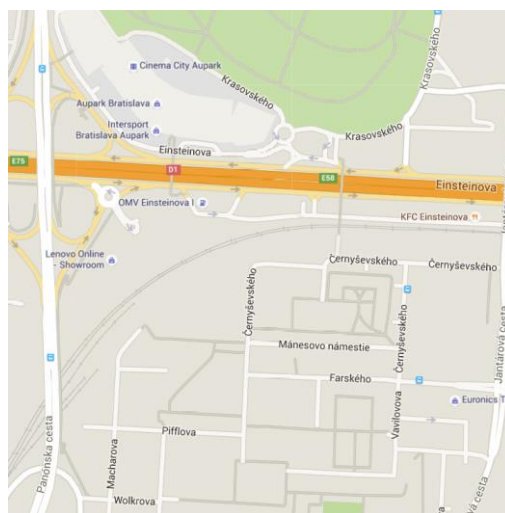 Cinema City Aupark
Krasovského
Krasovského
Aupark Bratislava
Intersport
Bratislava Aupark
Krasovského
Einsteinova
E75
D1
E58
Einsteinova
OMV Einsteinova I
KFC Einsteinova
Lenovo Online
- Showroom
Černyševského
Černyševského
Černyševského
Černyševského
Mánesovo námestie
Jantárová cesta
Farského
Euronics T
Vavilovova
Pifflova
Macharova
Panónska cesta
Wolkrova